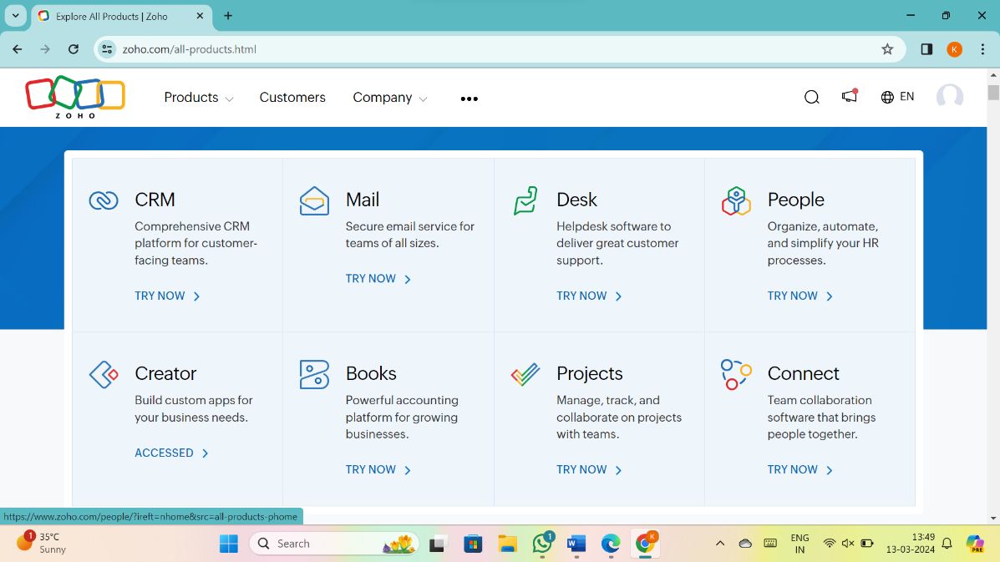 Explore All Products | Zoho
zoho.com/all-products.html
K
ZOHO
Products
Customers
Company
EN
CRM
Comprehensive CRM
platform for customer-
facing teams.
TRY NOW
Mail
Secure email service for
teams of all sizes.
TRY NOW
Desk
Helpdesk software to
deliver great customer
support.
TRY NOW
People
Organize, automate,
and simplify your HR
processes.
TRY NOW
Creator
Build custom apps for
your business needs.
ACCESSED
Books
Powerful accounting
platform for growing
businesses.
TRY NOW
Projects
Manage, track, and
collaborate on projects
with teams.
TRY NOW
Connect
Team collaboration
software that brings
people together.
TRY NOW
https://www.zoho.com/people/?ireft=nhome&src=all-products-phome
1
35°C
Sunny
Search
1
W
K
ENG
IN
13:49
13-03-2024
PRE